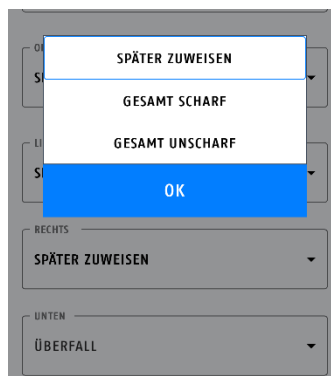 SPÄTER ZUWEISEN
GESAMT SCHARF
GESAMT UNSCHARF
OK
RECHTS
SPÄTER ZUWEISEN
UNTEN
ÜBERFALL